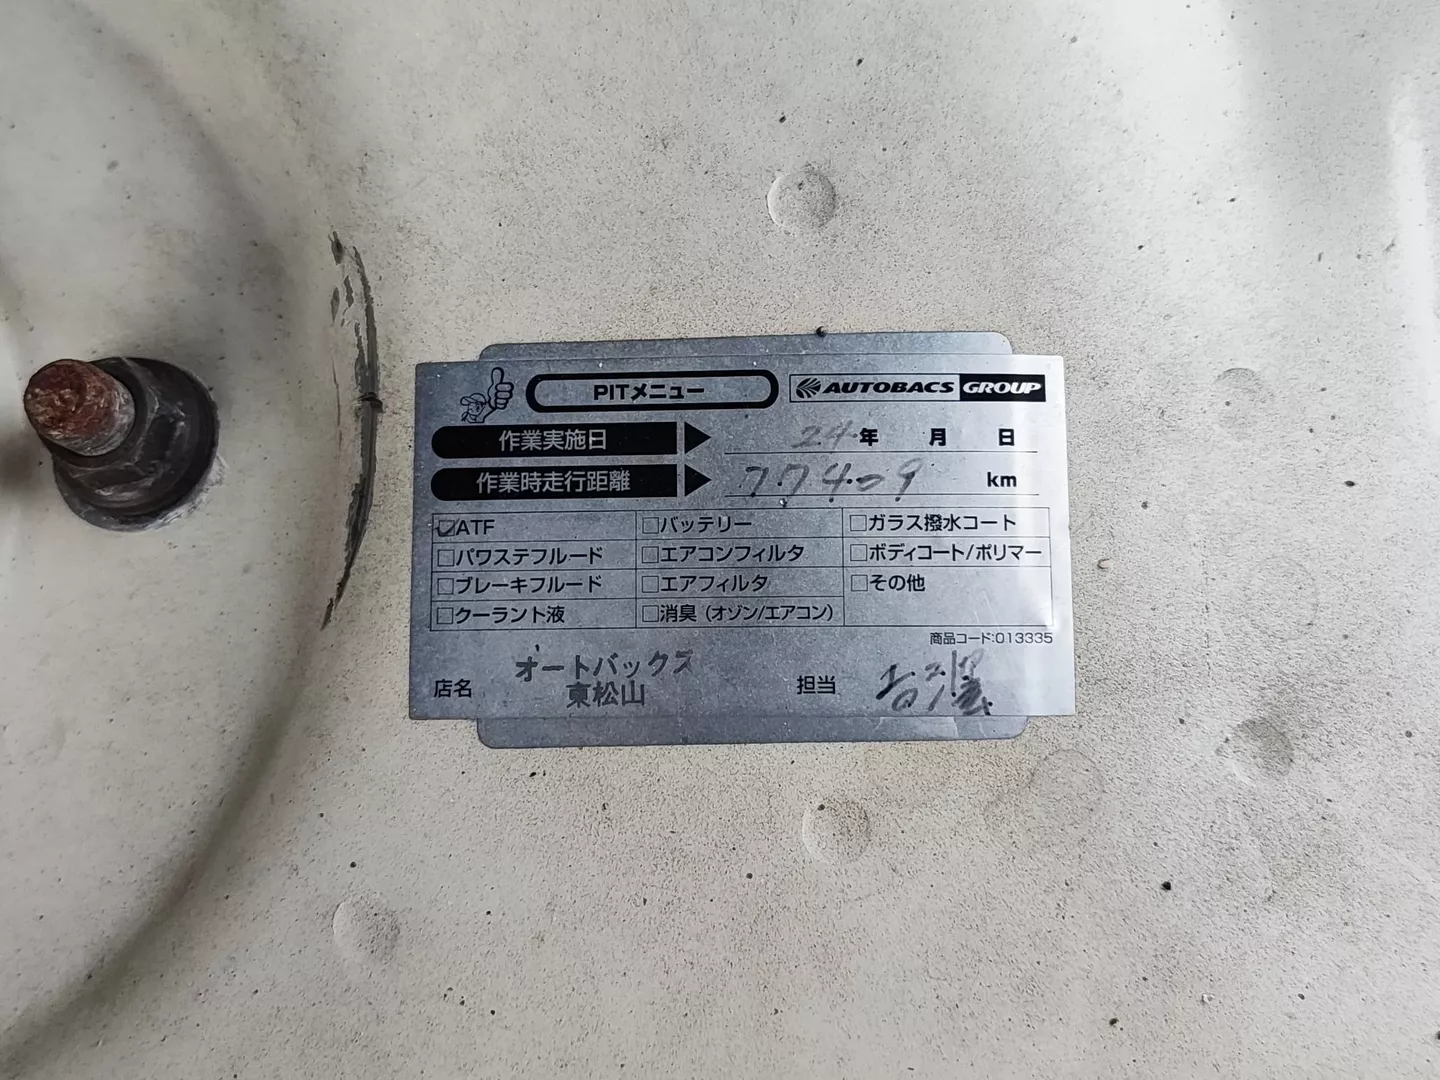 PITメニュー AUTOBACS GROUP
作業実施日 24年 月 日
作業時走行距離 77409 km
☑ATF □バッテリー □ガラス撥水コート
□パワステフルード □エアコンフィルタ □ボディコート/ポリマー
□ブレーキフルード □エアフィルタ □その他
□クーラント液 □消臭（オゾン/エアコン）
商品コード:013335
店名 オートバックス 担当
東松山